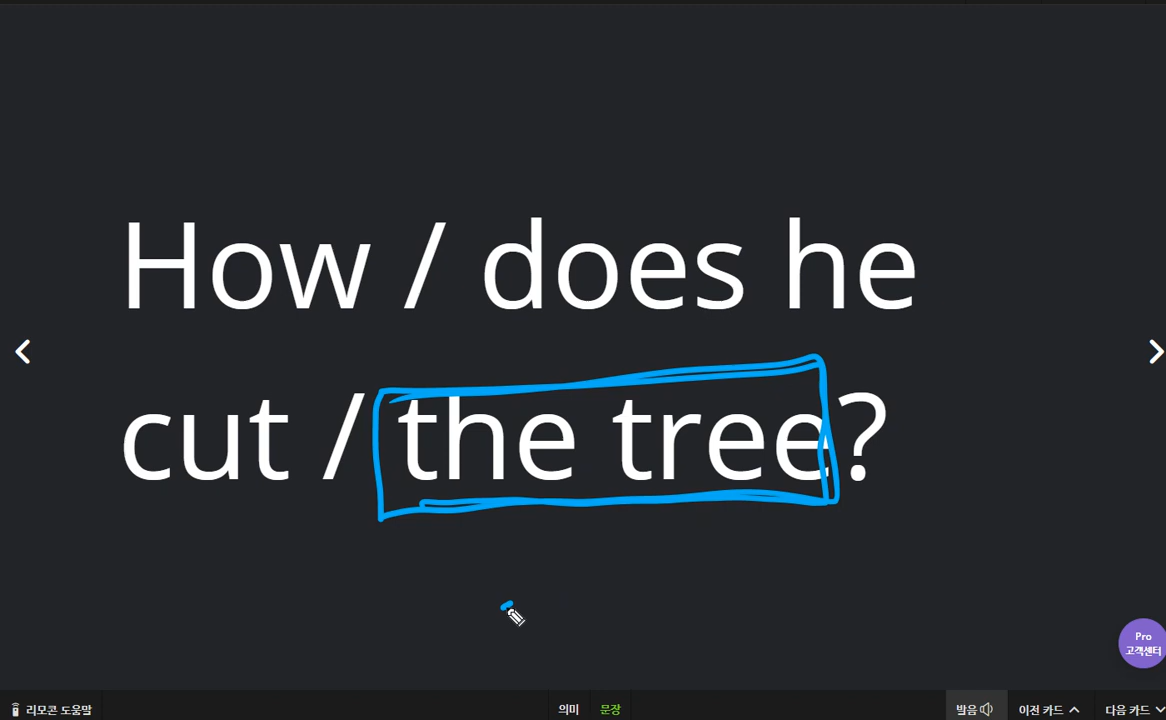 How / does he
cut / the tree?
Pro
고객센터
리모콘 도움말
의미
문장
발음
이전 카드
다음 카드